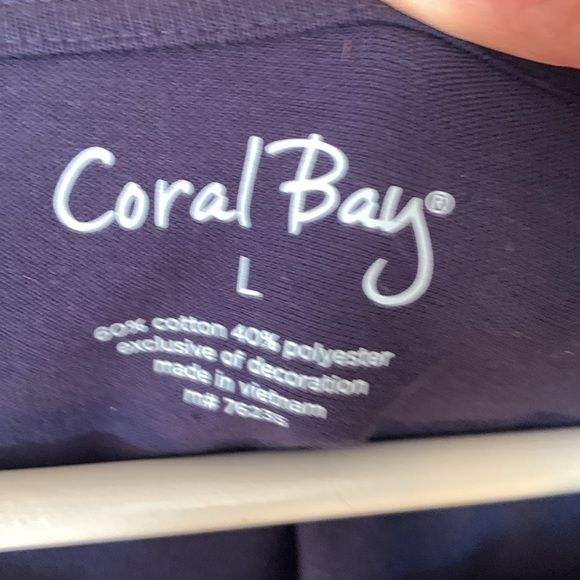 Coral Bay®
L
60% cotton 40% polyester
exclusive of decoration
made in vietnam
m#